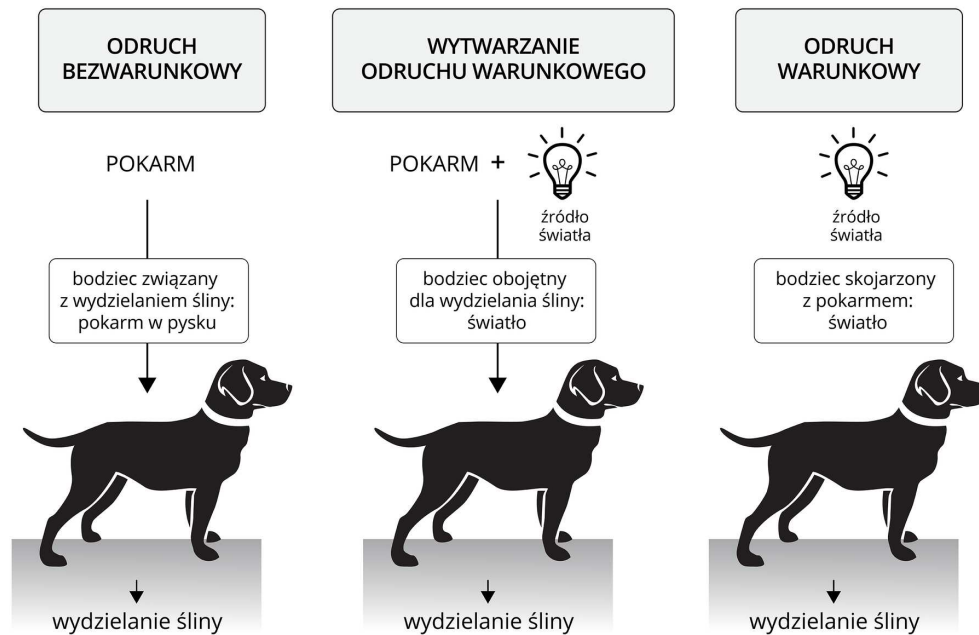 ODRUCH
BEZWARUNKOWY
POKARM
bodziec związany
z wydzielaniem śliny:
pokarm w pysku
wydzielanie śliny
WYTWARZANIE
ODRUCHU WARUNKOWEGO
POKARM +
źródło
światła
bodziec obojętny
dla wydzielania śliny:
światło
wydzielanie śliny
ODRUCH
WARUNKOWY
źródło
światła
bodziec skojarzony
z pokarmem:
światło
wydzielanie śliny